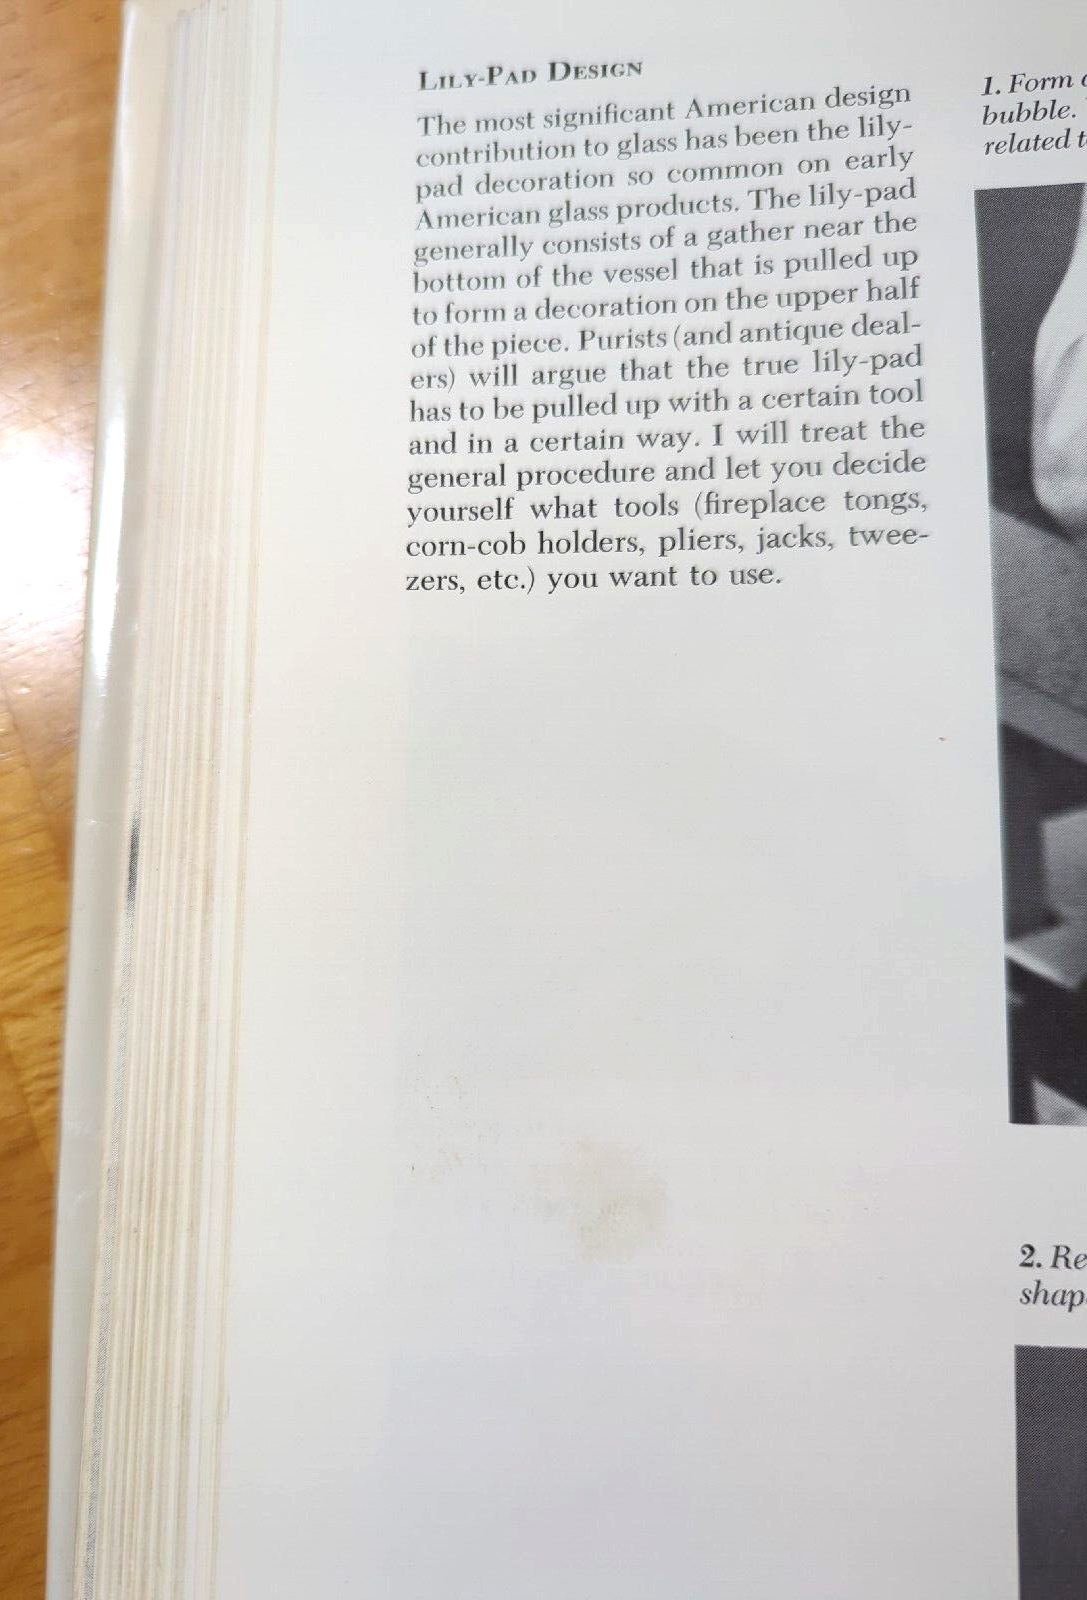 LILY-PAD DESIGN
The most significant American design
contribution to glass has been the lily-
pad decoration so common on early
American glass products. The lily-pad
generally consists of a gather near the
bottom of the vessel that is pulled up
to form a decoration on the upper half
of the piece. Purists (and antique deal-
ers) will argue that the true lily-pad
has to be pulled up with a certain tool
and in a certain way. I will treat the
general procedure and let you decide
yourself what tools (fireplace tongs,
corn-cob holders, pliers, jacks, twee-
zers, etc.) you want to use.
1. Form
bubble.
related
2.